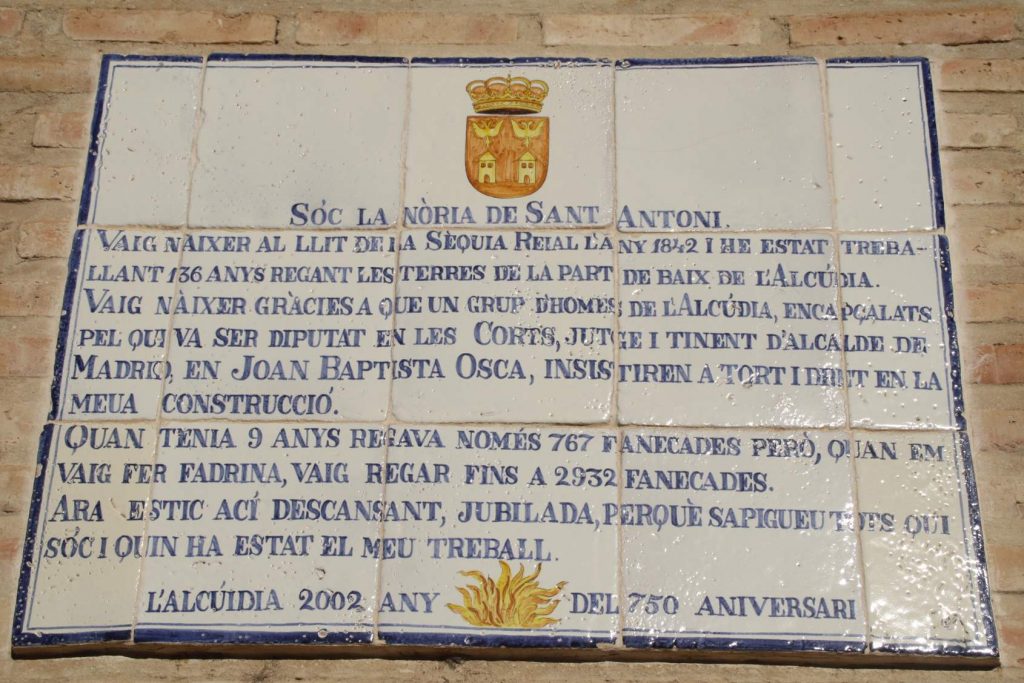 SÓC LA NÒRIA DE SANT ANTONI.
VAIG NÀIXER AL LLIT DE LA SÈQUIA REIAL L'ANY 1842 I HE ESTAT TREBA-
LLANT 136 ANYS REGANT LES TERRES DE LA PART DE BAIX DE L'ALCÚDIA.
VAIG NÀIXER GRÀCIES A QUE UN GRUP D'HOMES DE L'ALCÚDIA, ENCAPÇALATS
PEL QUI VA SER DIPUTAT EN LES CORTS, JUTGE I TINENT D'ALCALDE DE
MADRID, EN JOAN BAPTISTA OSCA, INSISTIREN A TORT I DRET EN LA
MEUA CONSTRUCCIÓ.
QUAN TENIA 9 ANYS REGAVA NOMÉS 767 FANECADES PERÒ, QUAN EM
VAIG FER FADRINA, VAIG REGAR FINS A 2932 FANECADES.
ARA ESTIC ACÍ DESCANSANT, JUBILADA, PERQUÈ SAPIGUEU TOTS QUI
SÓC I QUIN HA ESTAT EL MEU TREBALL.
L'ALCÚIDIA 2002 ANY DEL 750 ANIVERSARI